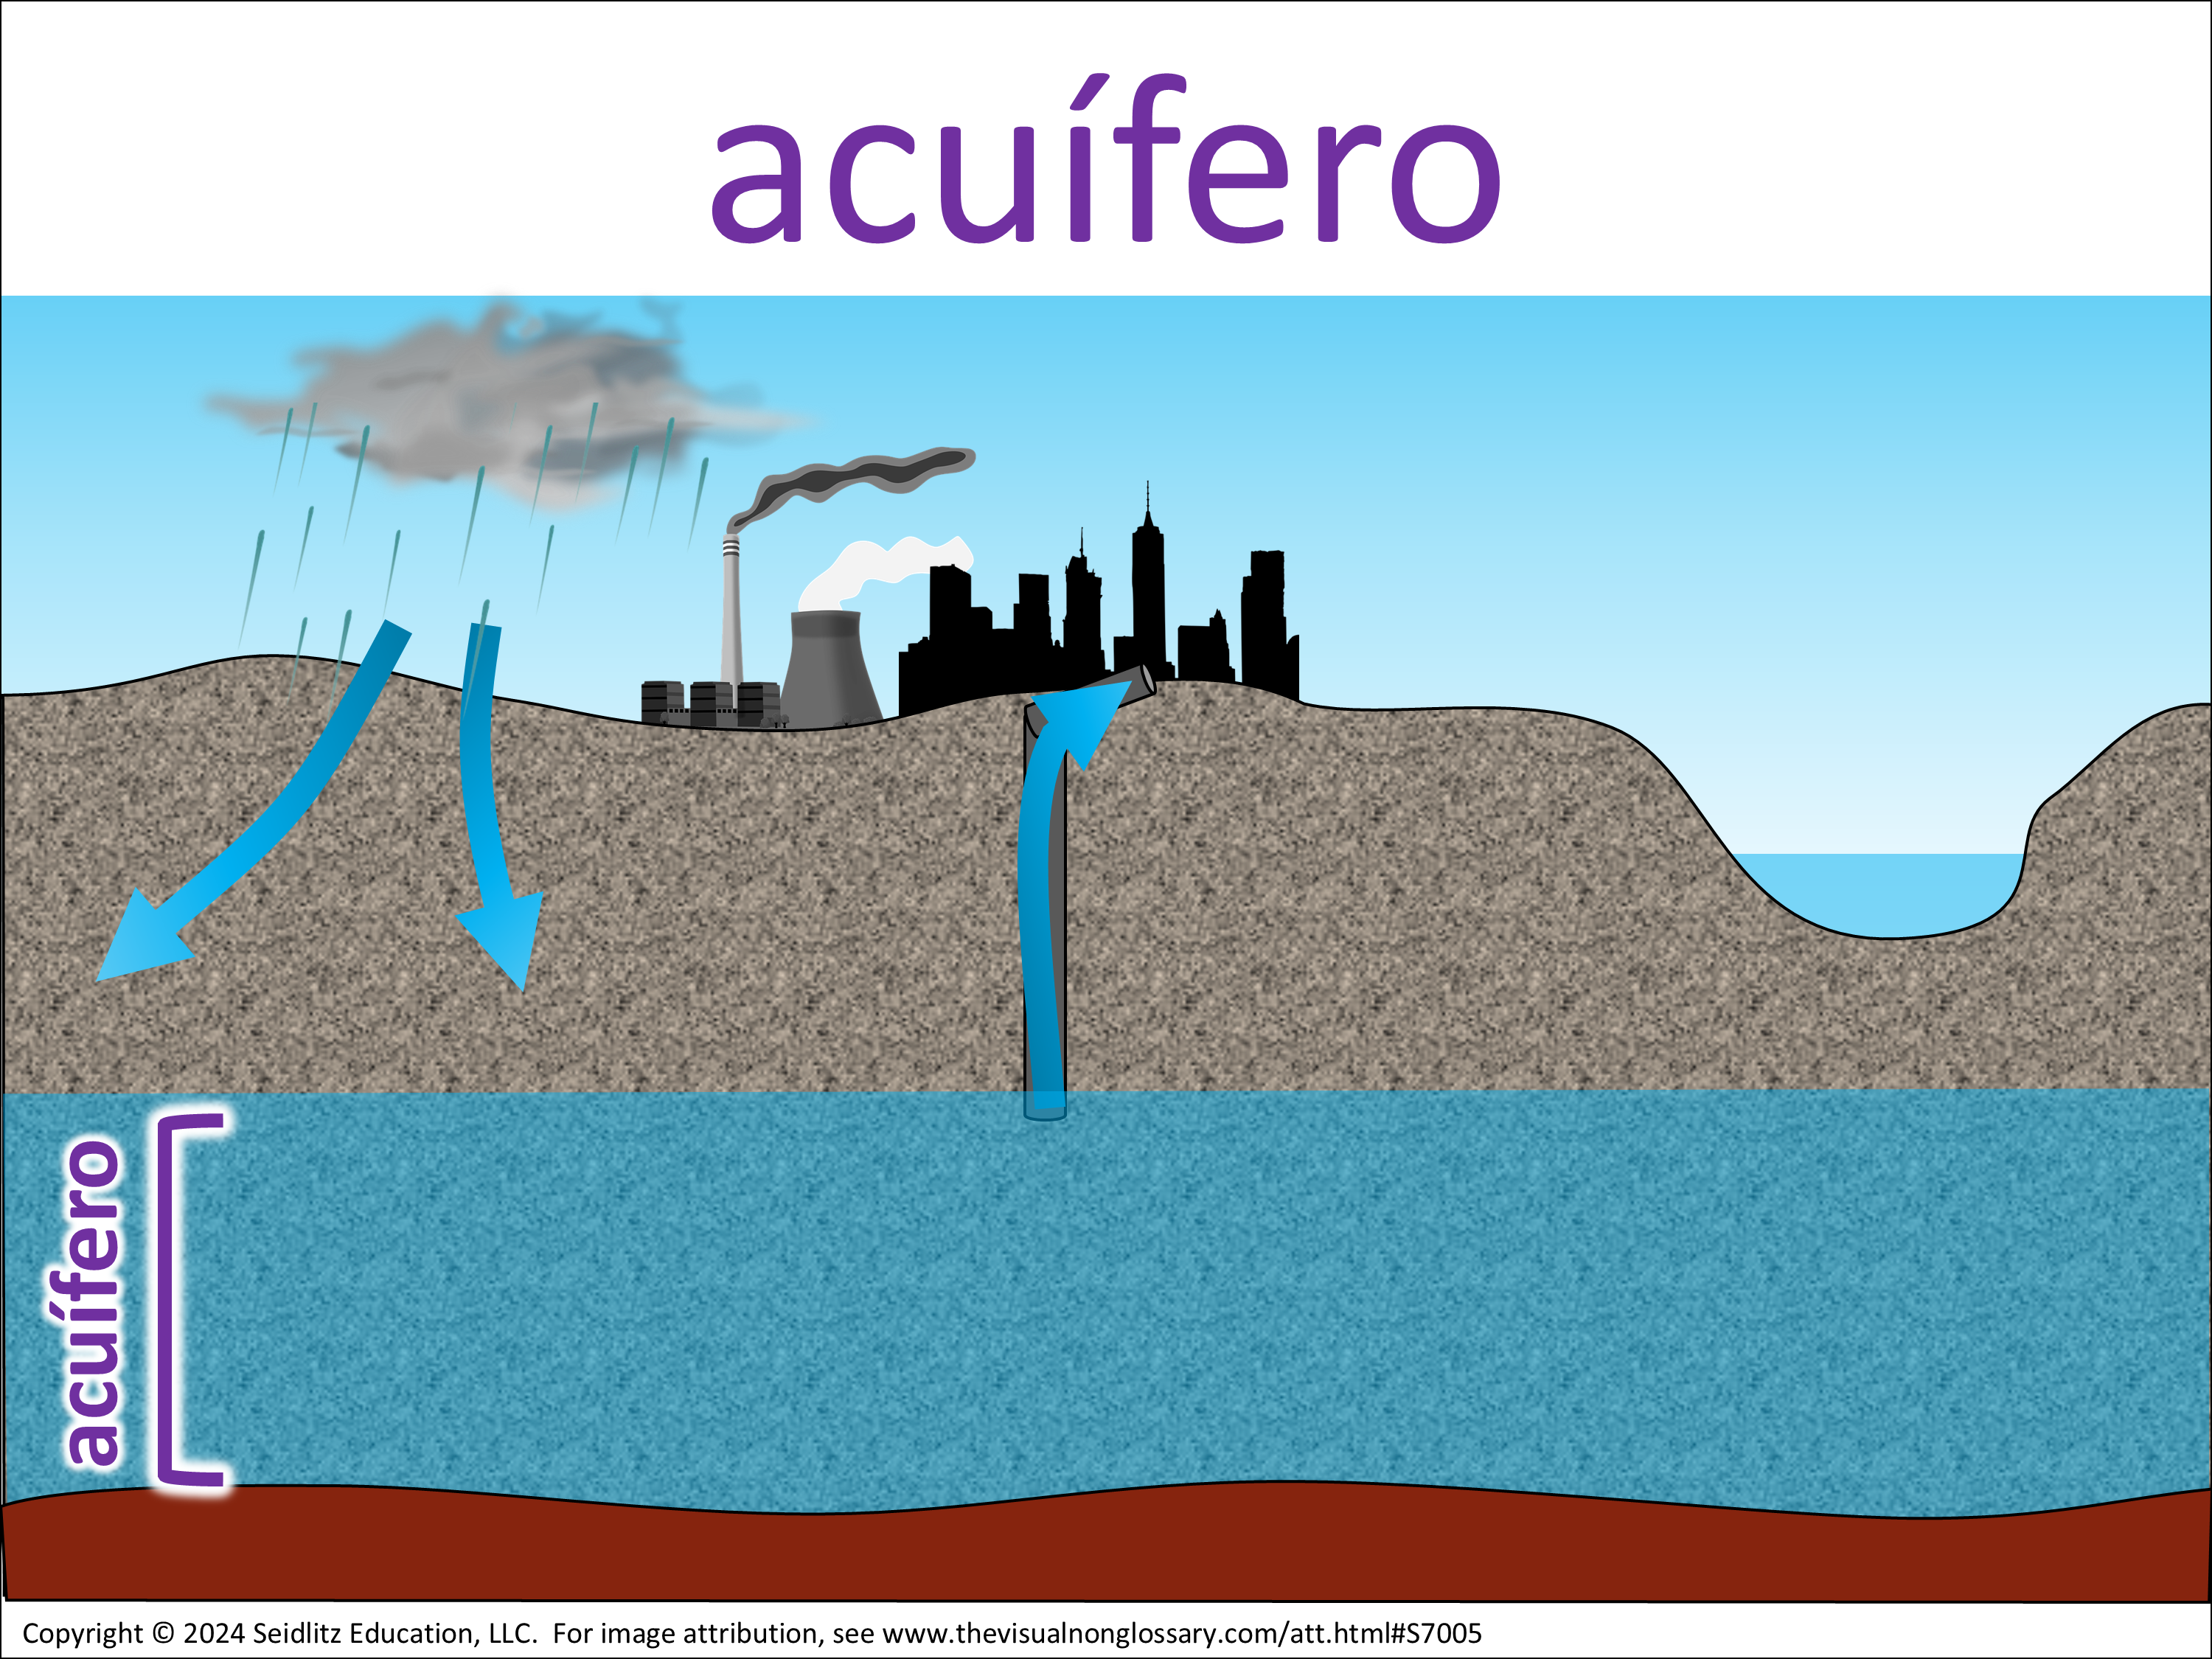 acuífero
acuífero
Copyright © 2024 Seidlitz Education, LLC.  For image attribution, see www.thevisualnonglossary.com/att.html#S7005